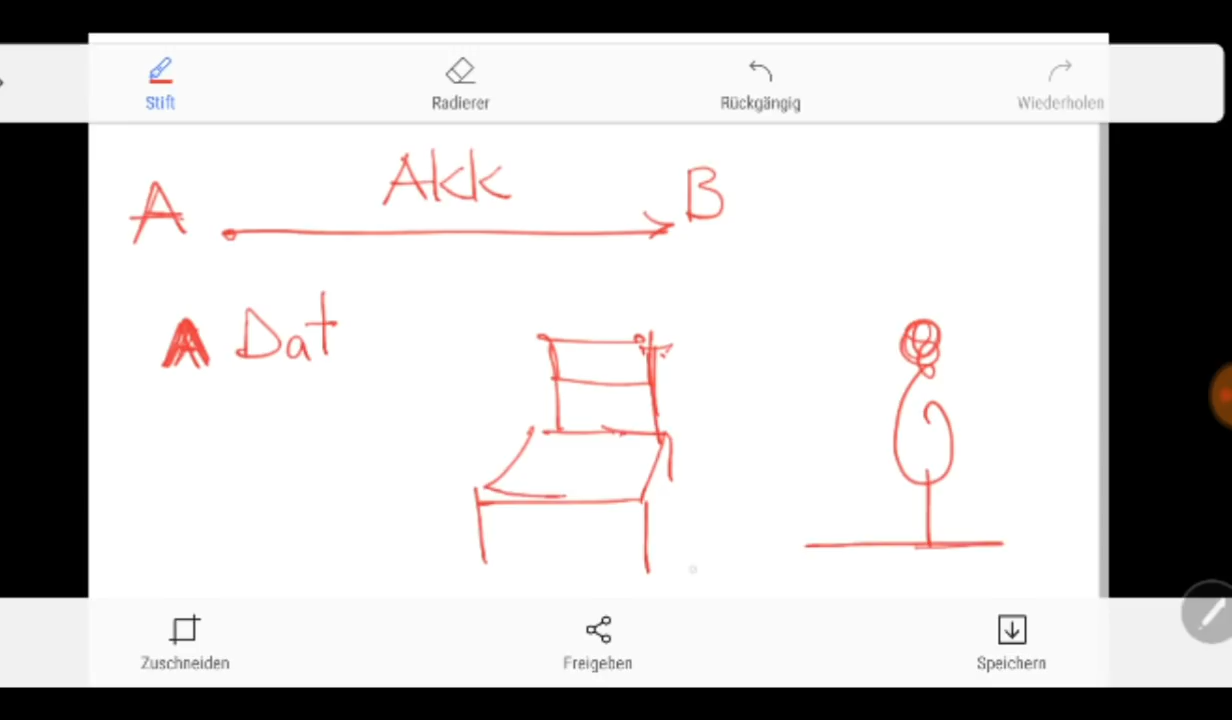 Stift Radierer Rückgängig Wiederholen
Akk
A B
A Dat
Zuschneiden Freigeben Speichern